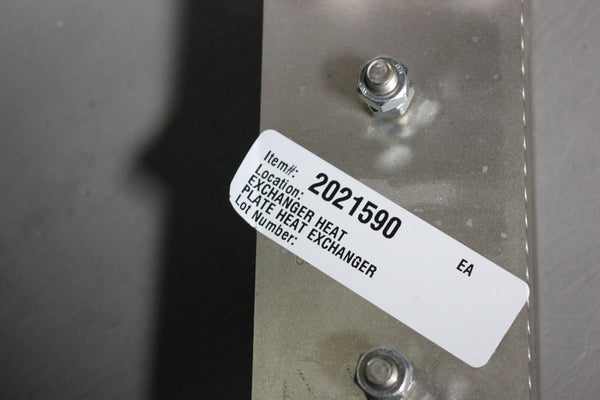 Item#: 2021590
Location: EA
EXCHANGER HEAT
PLATE HEAT EXCHANGER
Lot Number: